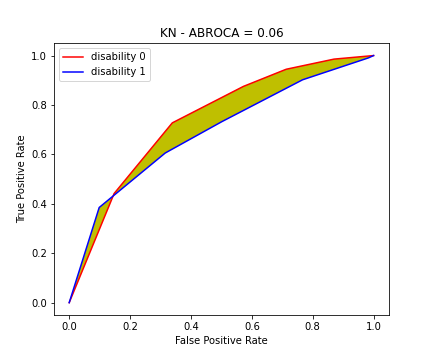 KN - ABROCA = 0.06
disability 0
disability 1
True Positive Rate
1.0
0.8
0.6
0.4
0.2
0.0
0.0 0.2 0.4 0.6 0.8 1.0
False Positive Rate